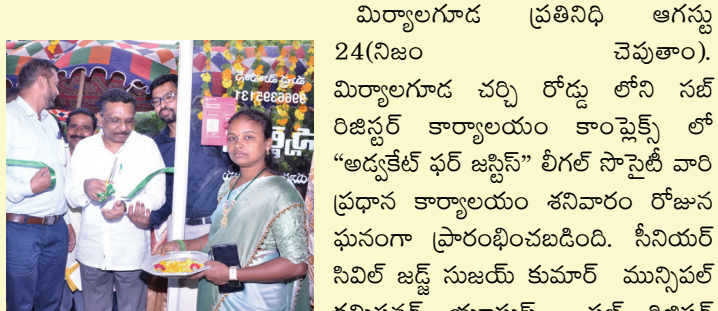 మిర్యాలగూడ ప్రతినిధి ఆగస్టు
24(నిజం చెపుతాం).
మిర్యాలగూడ చర్చి రోడ్డు లోని సబ్
రిజిస్టర్ కార్యాలయం కాంప్లెక్స్ లో
“అడ్వకేట్ ఫర్ జస్టిస్” లీగల్ సొసైటీ వారి
ప్రధాన కార్యాలయం శనివారం రోజున
ఘనంగా ప్రారంభించబడింది. సీనియర్
సివిల్ జడ్జ్ సుజయ్ కుమార్ మున్సిపల్